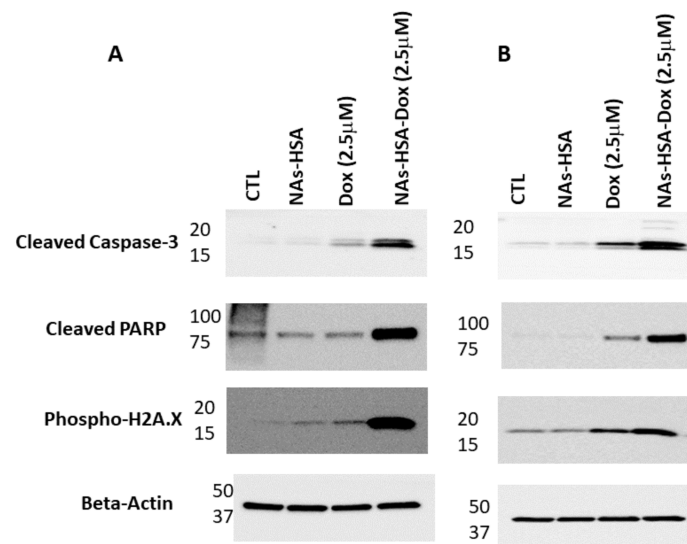 A
B
CTL
NAs-HSA
Dox (2.5μM)
NAs-HSA-Dox (2.5μM)
CTL
NAs-HSA
Dox (2.5μM)
NAs-HSA-Dox (2.5μM)
Cleaved Caspase-3
20
15
20
15
Cleaved PARP
100
75
100
75
Phospho-H2A.X
20
15
20
15
Beta-Actin
50
37
50
37